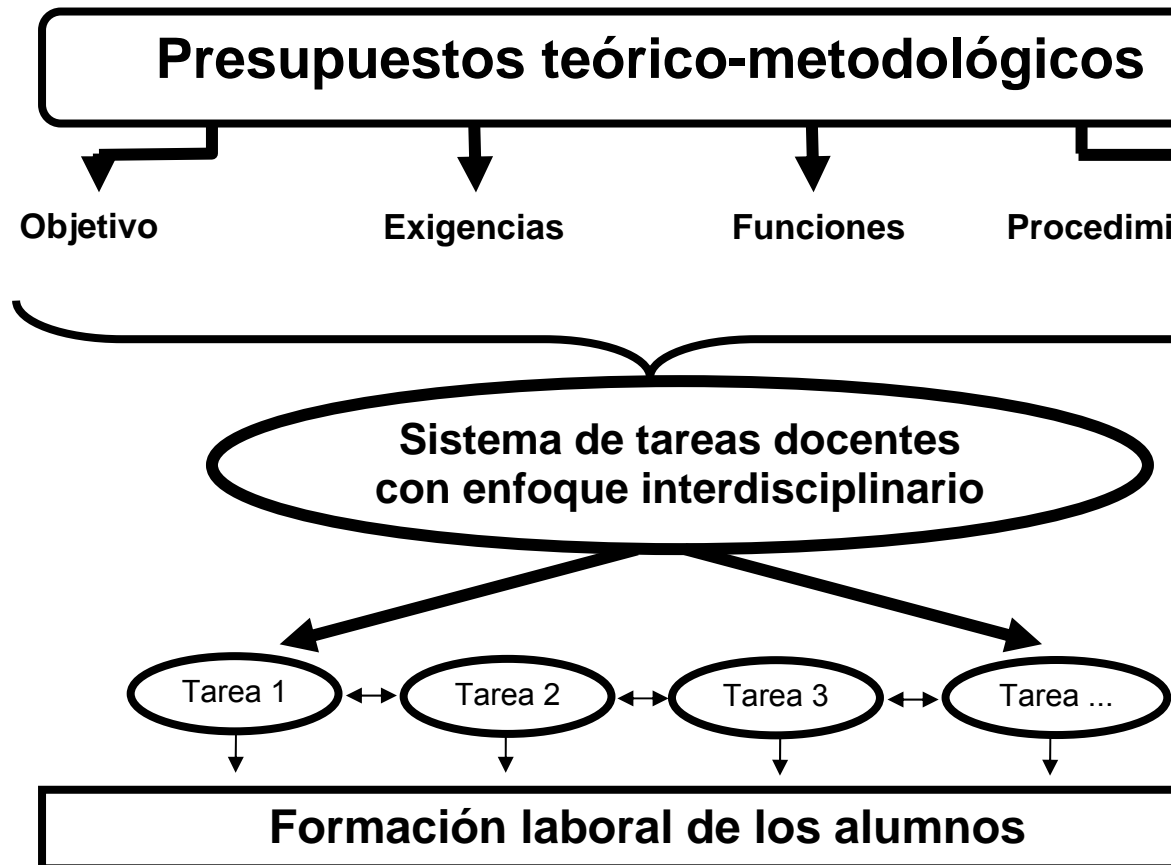 Presupuestos teórico-metodológicos
Objetivo Exigencias Funciones Procedimi
Sistema de tareas docentes
con enfoque interdisciplinario
Tarea 1 Tarea 2 Tarea 3 Tarea ...
Formación laboral de los alumnos